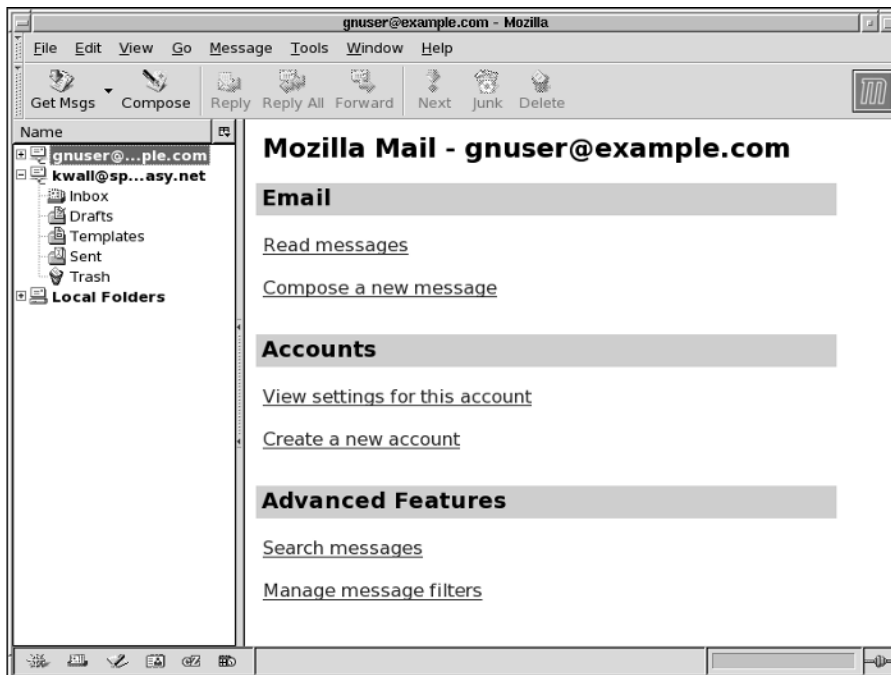 gnuser@example.com - Mozilla
File Edit View Go Message Tools Window Help
Get Msgs Compose Reply Reply All Forward Next Junk Delete
Name
gnuser@...ple.com
kwall@sp...asy.net
Inbox
Drafts
Templates
Sent
Trash
Local Folders
Mozilla Mail - gnuser@example.com
Email
Read messages
Compose a new message
Accounts
View settings for this account
Create a new account
Advanced Features
Search messages
Manage message filters